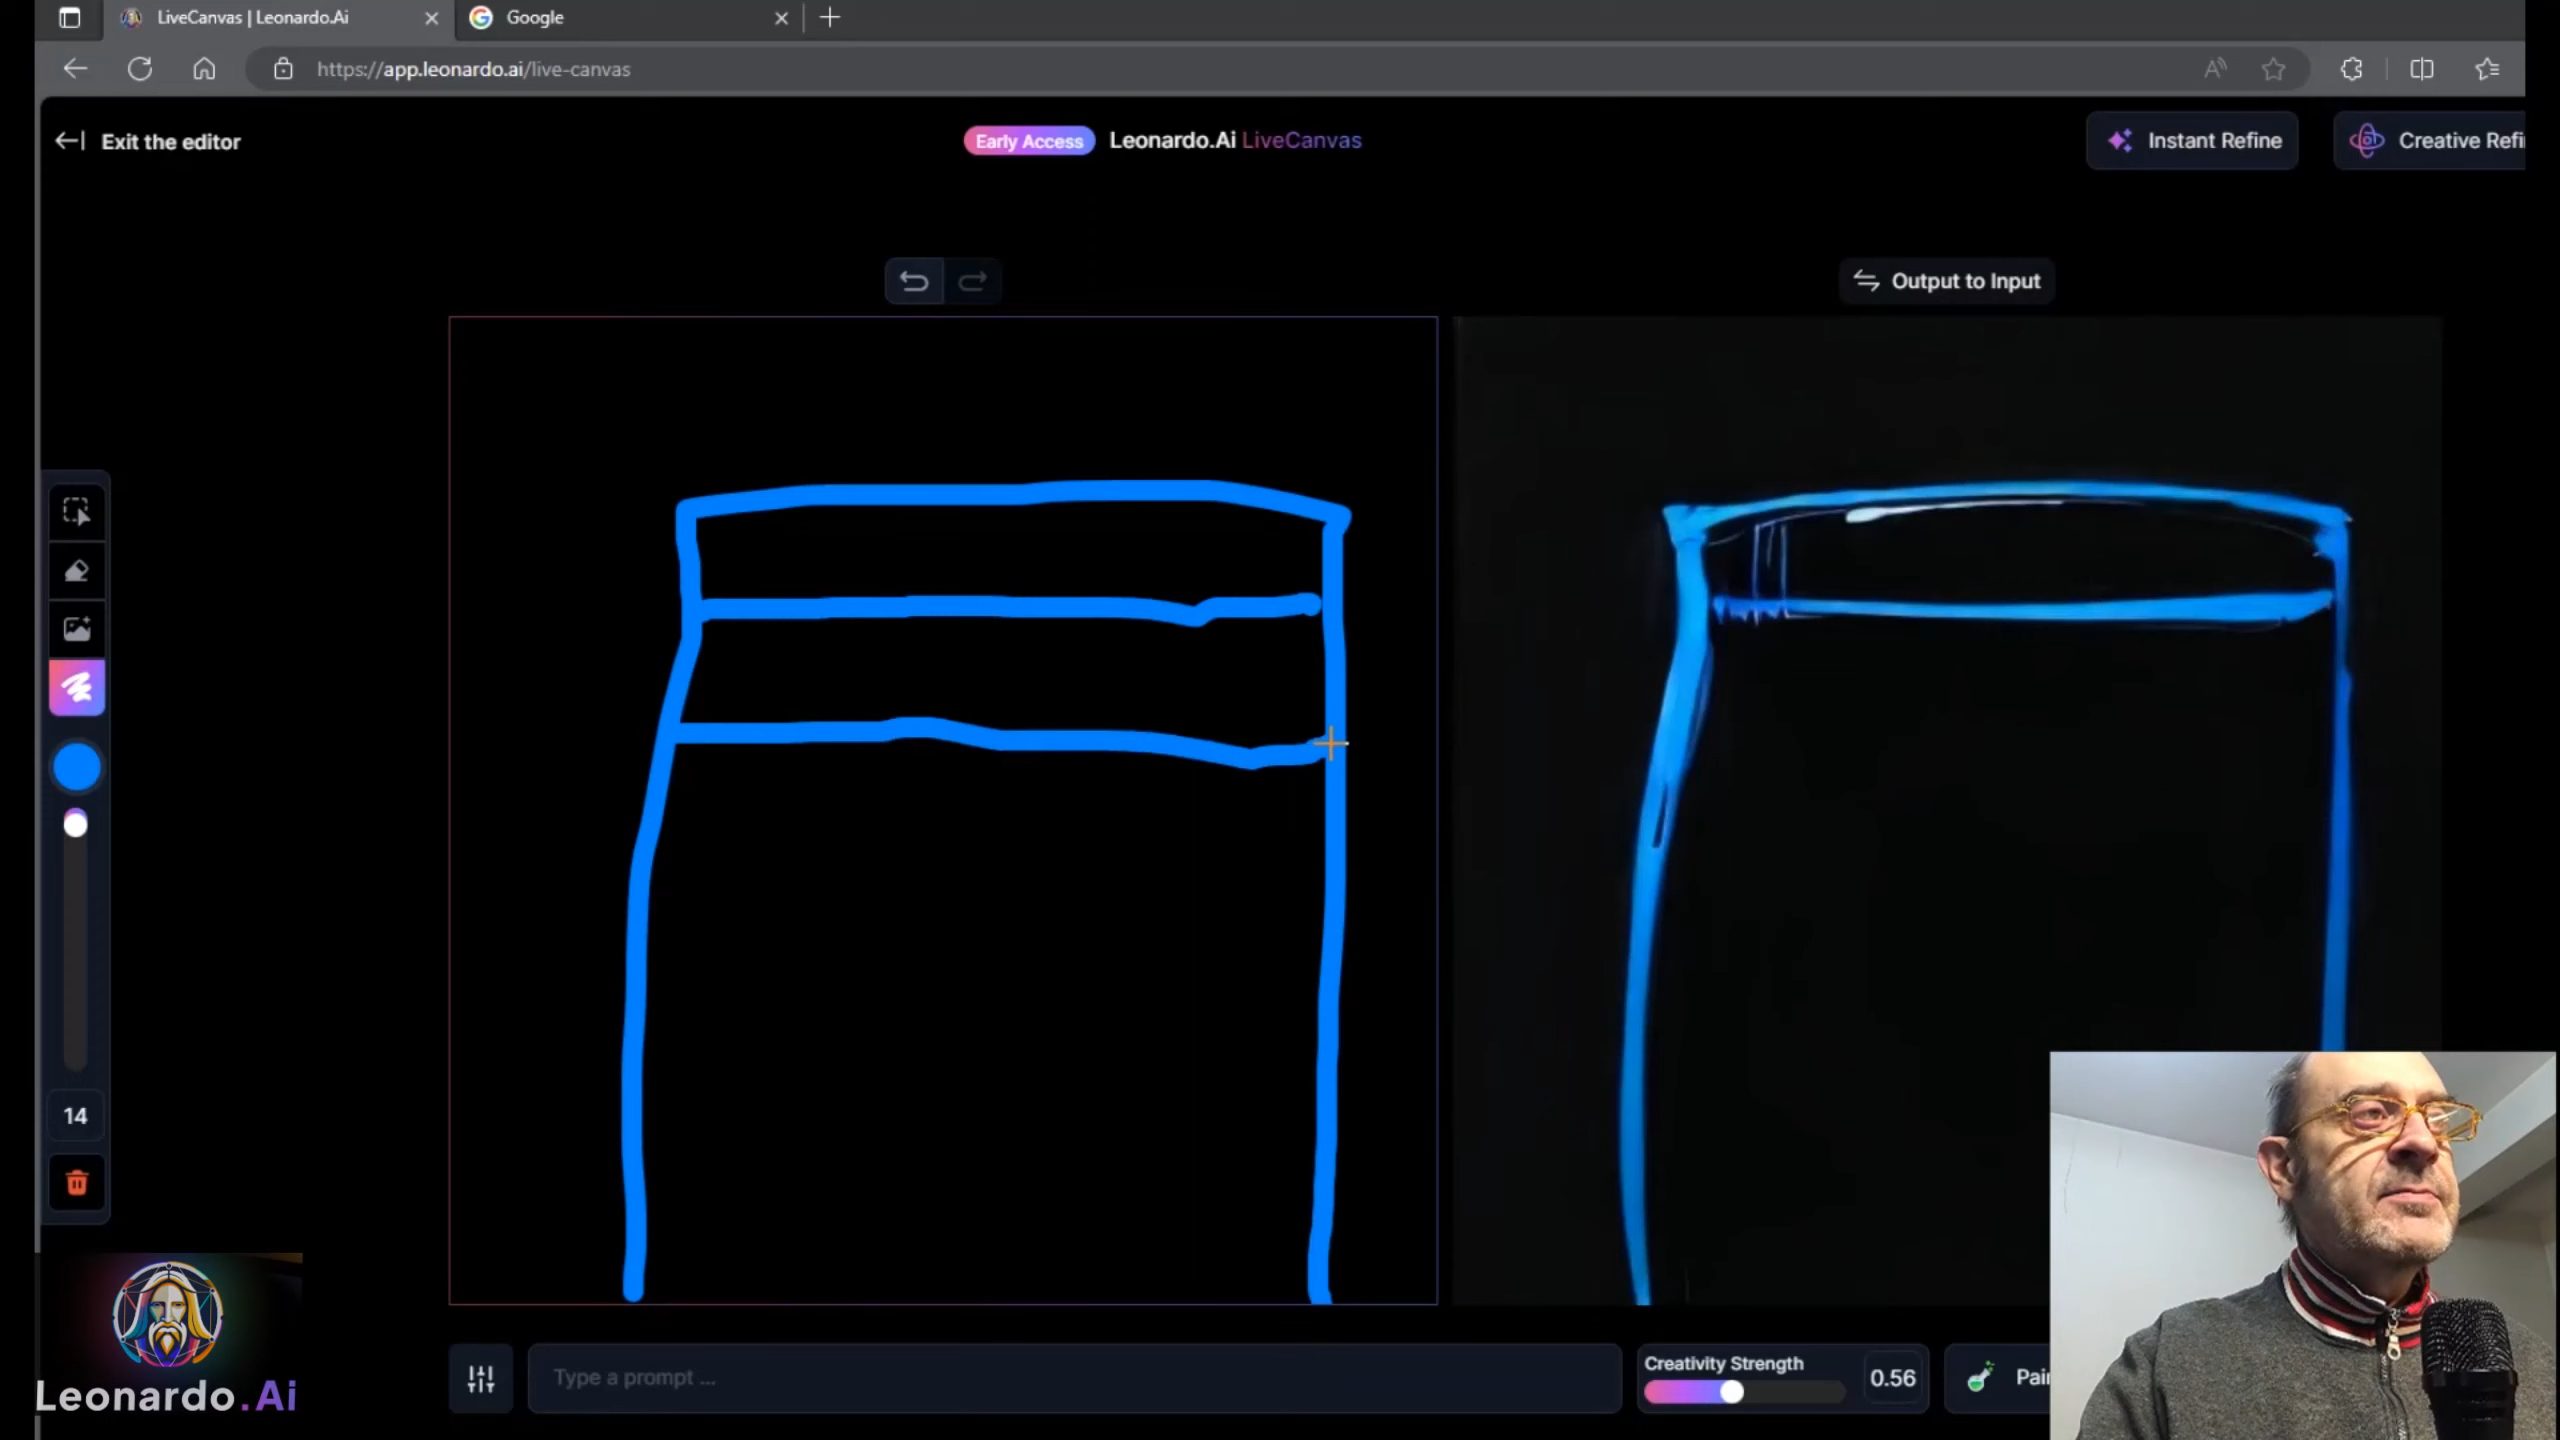 LiveCanvas | Leonardo.Ai
Google
https://app.leonardo.ai/live-canvas
Exit the editor
Early Access Leonardo.Ai LiveCanvas
Instant Refine
Creative Refi
Output to Input
14
Type a prompt ...
Creativity Strength
0.56
Pai
Leonardo.Ai